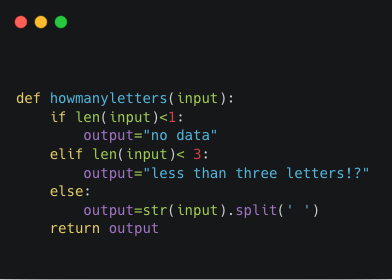 def howmanyletters(input):
    if len(input)<1:
        output="no data"
    elif len(input)< 3:
        output="less than three letters!?"
    else:
        output=str(input).split(' ')
    return output